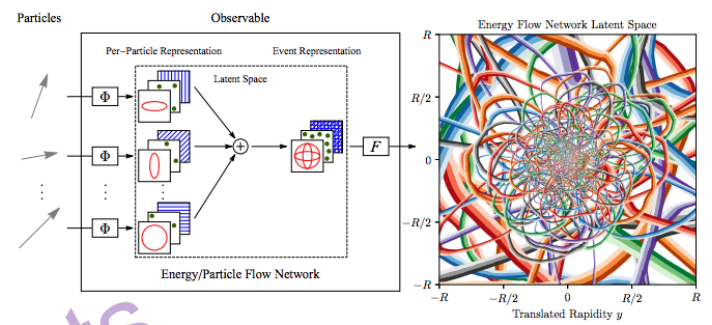 Particles
Observable
Per−Particle Representation
Event Representation
Latent Space
Φ
Φ
Φ
F
Energy/Particle Flow Network
Energy Flow Network Latent Space
R
R/2
0
−R/2
−R
−R
−R/2
0
R/2
R
Translated Rapidity y